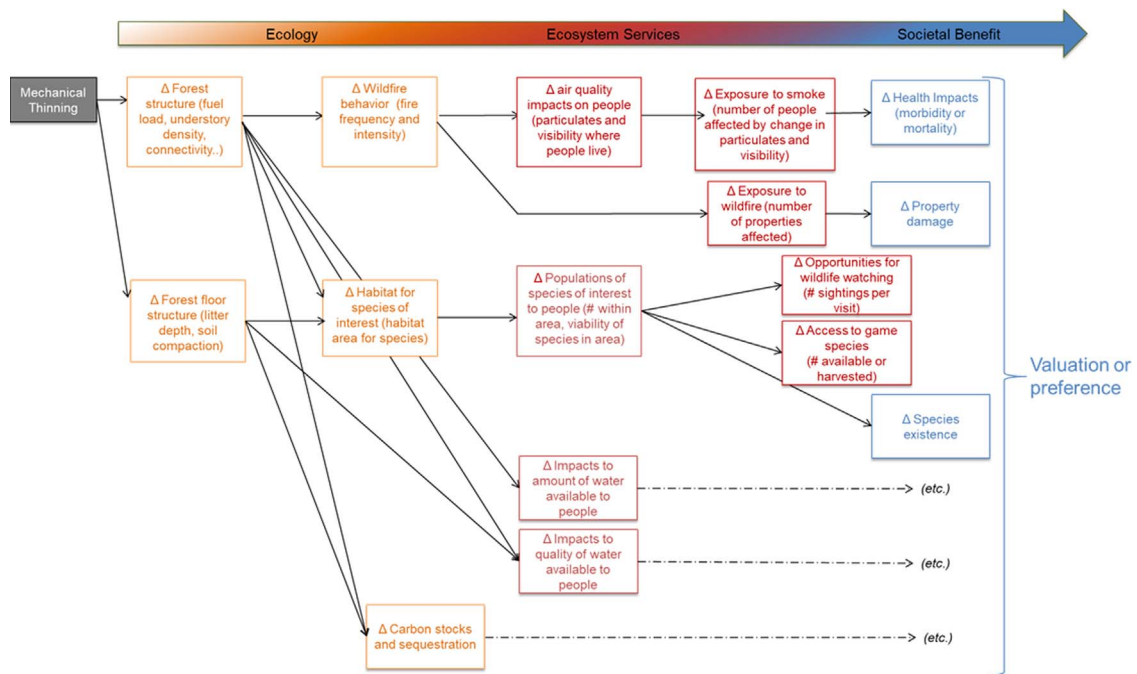 Ecology
Ecosystem Services
Societal Benefit
Mechanical
Thinning
Δ Forest
structure (fuel
load, understory
density,
connectivity..)
Δ Wildfire
behavior (fire
frequency and
intensity)
Δ air quality
impacts on people
(particulates and
visibility where
people live)
Δ Exposure to smoke
(number of people
affected by change in
particulates and
visibility)
Δ Health Impacts
(morbidity or
mortality)
Δ Exposure to
wildfire (number
of properties
affected)
Δ Property
damage
Δ Forest floor
structure (litter
depth, soil
compaction)
Δ Habitat for
species of
interest (habitat
area for species)
Δ Populations of
species of interest
to people (# within
area, viability of
species in area)
Δ Opportunities for
wildlife watching
(# sightings per
visit)
Δ Access to game
species
(# available or
harvested)
Δ Species
existence
Valuation or
preference
Δ Impacts to
amount of water
available to
people
(etc.)
Δ Impacts to
quality of water
available to
people
(etc.)
Δ Carbon stocks
and sequestration
(etc.)